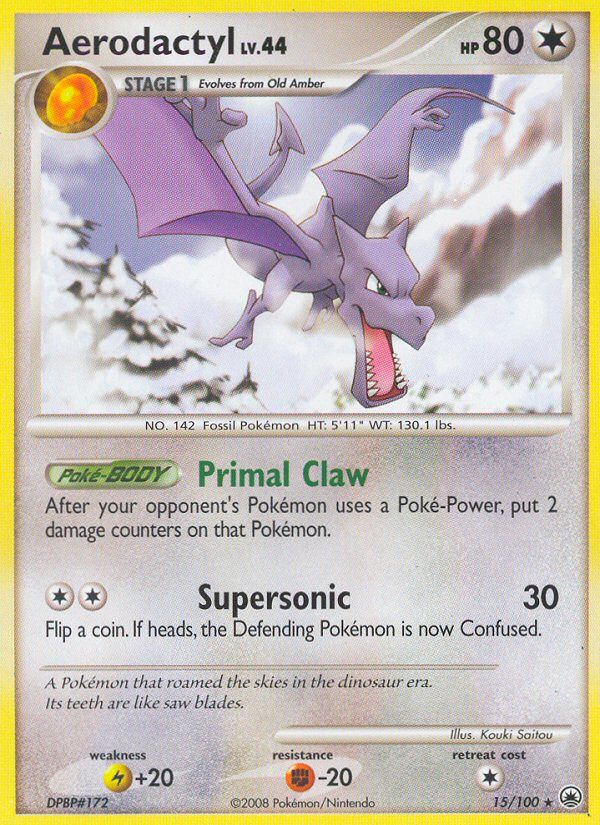 Aerodactyl LV.44 HP 80
STAGE 1 Evolves from Old Amber
NO. 142 Fossil Pokémon HT: 5'11" WT: 130.1 lbs.
Poké-BODY Primal Claw
After your opponent's Pokémon uses a Poké-Power, put 2
damage counters on that Pokémon.
Supersonic 30
Flip a coin. If heads, the Defending Pokémon is now Confused.
A Pokémon that roamed the skies in the dinosaur era.
Its teeth are like saw blades.
Illus. Kouki Saitou
weakness resistance retreat cost
+20 -20
DPBP#172 ©2008 Pokémon/Nintendo 15/100 ★